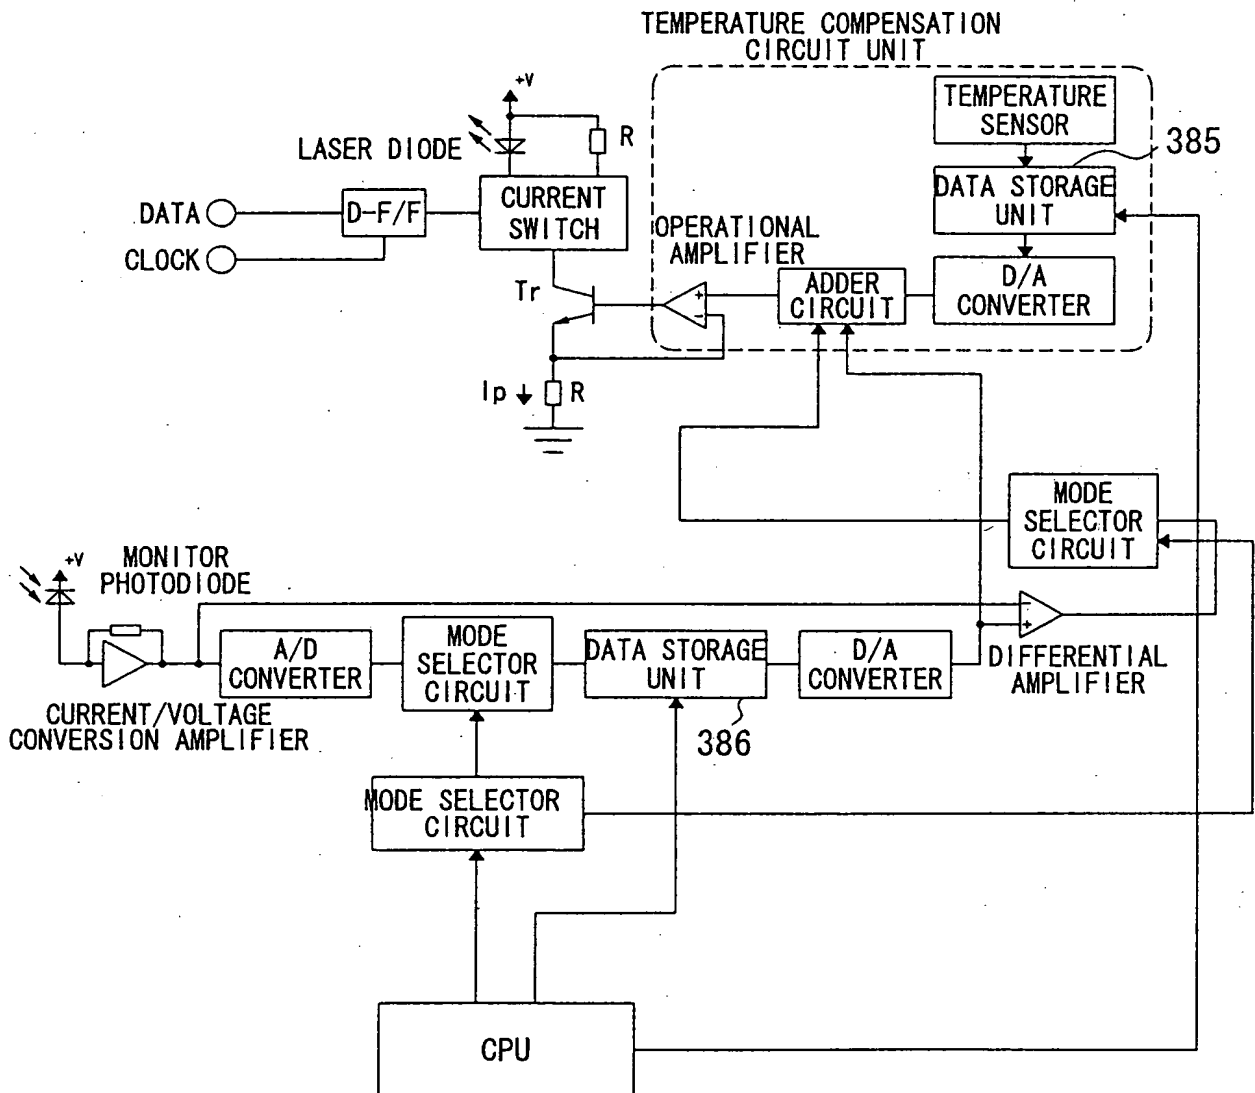 TEMPERATURE COMPENSATION
CIRCUIT UNIT
+V
TEMPERATURE
SENSOR
LASER DIODE
R
385
DATA STORAGE
UNIT
CURRENT
SWITCH
DATA
D-F/F
CLOCK
OPERATIONAL
AMPLIFIER
D/A
CONVERTER
ADDER
CIRCUIT
Tr
+
-
Ip
R
MODE
SELECTOR
CIRCUIT
MONITOR
PHOTODIODE
+V
-
+
A/D
CONVERTER
MODE
SELECTOR
CIRCUIT
DATA STORAGE
UNIT
D/A
CONVERTER
DIFFERENTIAL
AMPLIFIER
CURRENT/VOLTAGE
CONVERSION AMPLIFIER
386
MODE SELECTOR
CIRCUIT
CPU